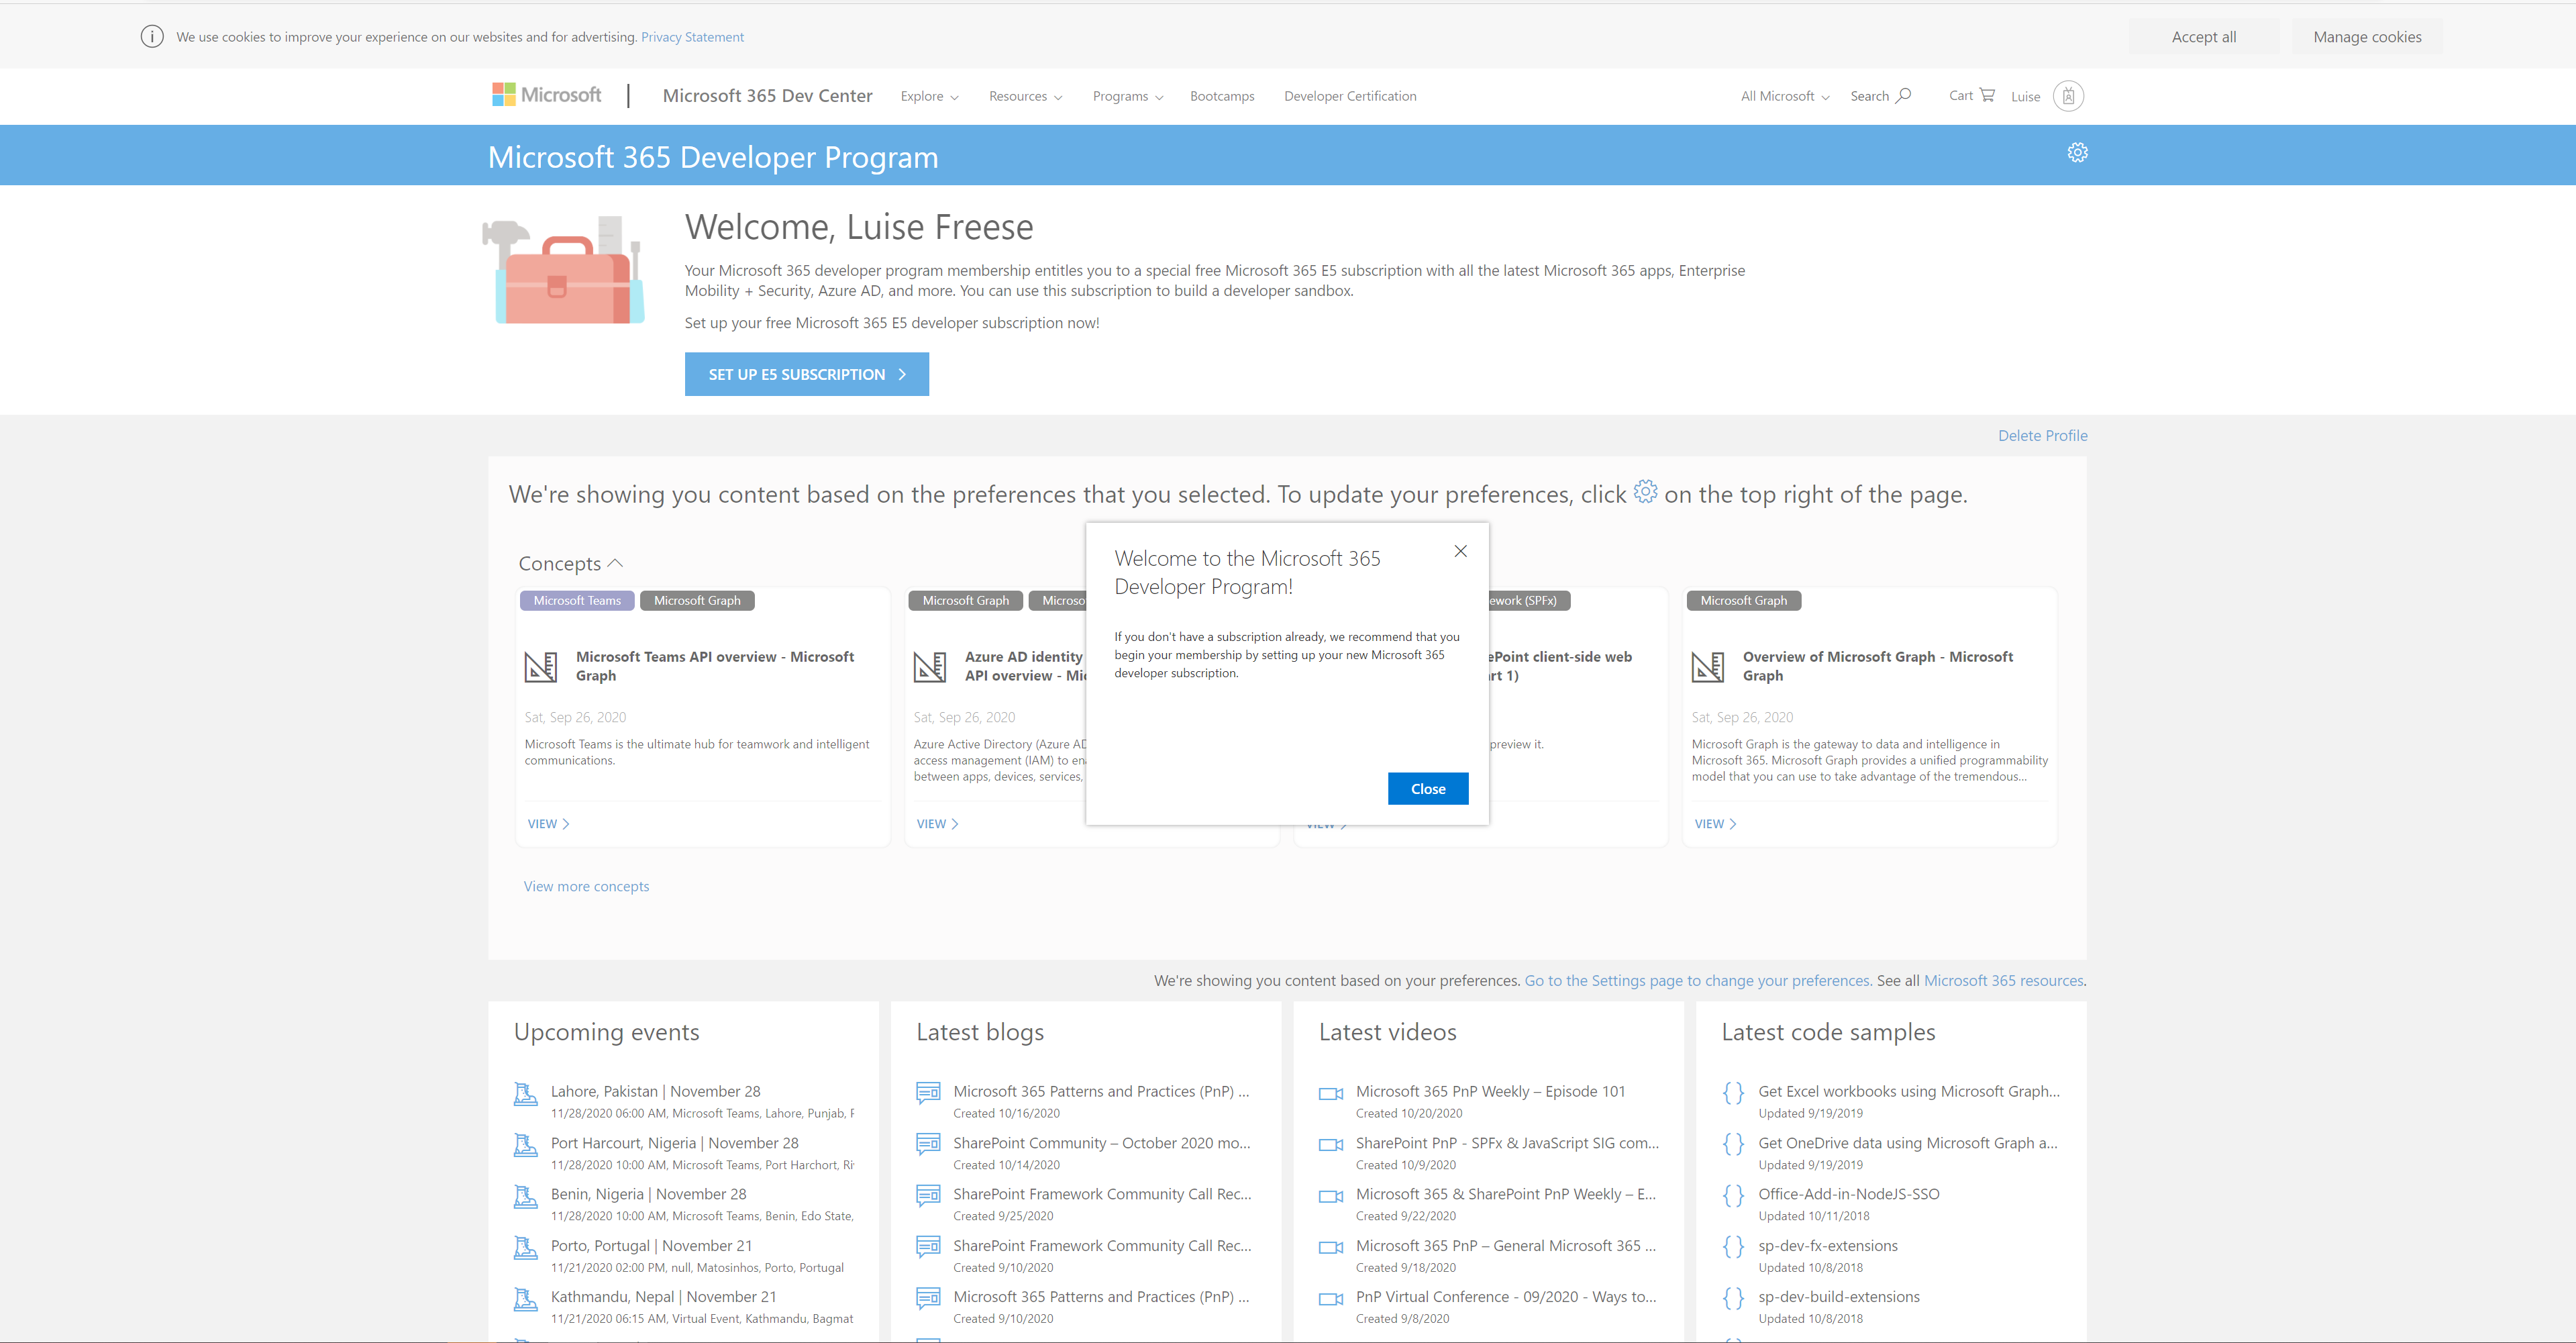 We use cookies to improve your experience on our websites and for advertising. Privacy Statement
Accept all
Manage cookies
Microsoft
Microsoft 365 Dev Center
Explore
Resources
Programs
Bootcamps
Developer Certification
All Microsoft
Search
Cart
Luise
Microsoft 365 Developer Program
Welcome, Luise Freese
Your Microsoft 365 developer program membership entitles you to a special free Microsoft 365 E5 subscription with all the latest Microsoft 365 apps, Enterprise
Mobility + Security, Azure AD, and more. You can use this subscription to build a developer sandbox.
Set up your free Microsoft 365 E5 developer subscription now!
SET UP E5 SUBSCRIPTION
Delete Profile
We're showing you content based on the preferences that you selected. To update your preferences, click on the top right of the page.
Concepts
Microsoft Teams
Microsoft Graph
Microsoft Teams API overview - Microsoft
Graph
Sat, Sep 26, 2020
Microsoft Teams is the ultimate hub for teamwork and intelligent
communications.
VIEW
Microsoft Graph
Microso
Azure AD identity
API overview - Mic
Sat, Sep 26, 2020
Azure Active Directory (Azure AD
access management (IAM) to en
between apps, devices, services,
VIEW
Welcome to the Microsoft 365
Developer Program!
If you don't have a subscription already, we recommend that you
begin your membership by setting up your new Microsoft 365
developer subscription.
Close
ework (SPFx)
ePoint client-side web
rt 1)
preview it.
VIEW
Microsoft Graph
Overview of Microsoft Graph - Microsoft
Graph
Sat, Sep 26, 2020
Microsoft Graph is the gateway to data and intelligence in
Microsoft 365. Microsoft Graph provides a unified programmability
model that you can use to take advantage of the tremendous...
VIEW
View more concepts
We're showing you content based on your preferences. Go to the Settings page to change your preferences. See all Microsoft 365 resources.
Upcoming events
Lahore, Pakistan | November 28
11/28/2020 06:00 AM, Microsoft Teams, Lahore, Punjab, P
Port Harcourt, Nigeria | November 28
11/28/2020 10:00 AM, Microsoft Teams, Port Harchort, Ri
Benin, Nigeria | November 28
11/28/2020 10:00 AM, Microsoft Teams, Benin, Edo State,
Porto, Portugal | November 21
11/21/2020 02:00 PM, null, Matosinhos, Porto, Portugal
Kathmandu, Nepal | November 21
11/21/2020 06:15 AM, Virtual Event, Kathmandu, Bagmat
Latest blogs
Microsoft 365 Patterns and Practices (PnP) ...
Created 10/16/2020
SharePoint Community – October 2020 mo...
Created 10/14/2020
SharePoint Framework Community Call Rec...
Created 9/25/2020
SharePoint Framework Community Call Rec...
Created 9/10/2020
Microsoft 365 Patterns and Practices (PnP) ...
Created 9/10/2020
Latest videos
Microsoft 365 PnP Weekly – Episode 101
Created 10/20/2020
SharePoint PnP - SPFx & JavaScript SIG com...
Created 10/9/2020
Microsoft 365 & SharePoint PnP Weekly – E...
Created 9/22/2020
Microsoft 365 PnP – General Microsoft 365 ...
Created 9/18/2020
PnP Virtual Conference - 09/2020 - Ways to...
Created 9/8/2020
Latest code samples
Get Excel workbooks using Microsoft Graph...
Updated 9/19/2019
Get OneDrive data using Microsoft Graph a...
Updated 9/19/2019
Office-Add-in-NodeJS-SSO
Updated 10/11/2018
sp-dev-fx-extensions
Updated 10/8/2018
sp-dev-build-extensions
Updated 10/8/2018